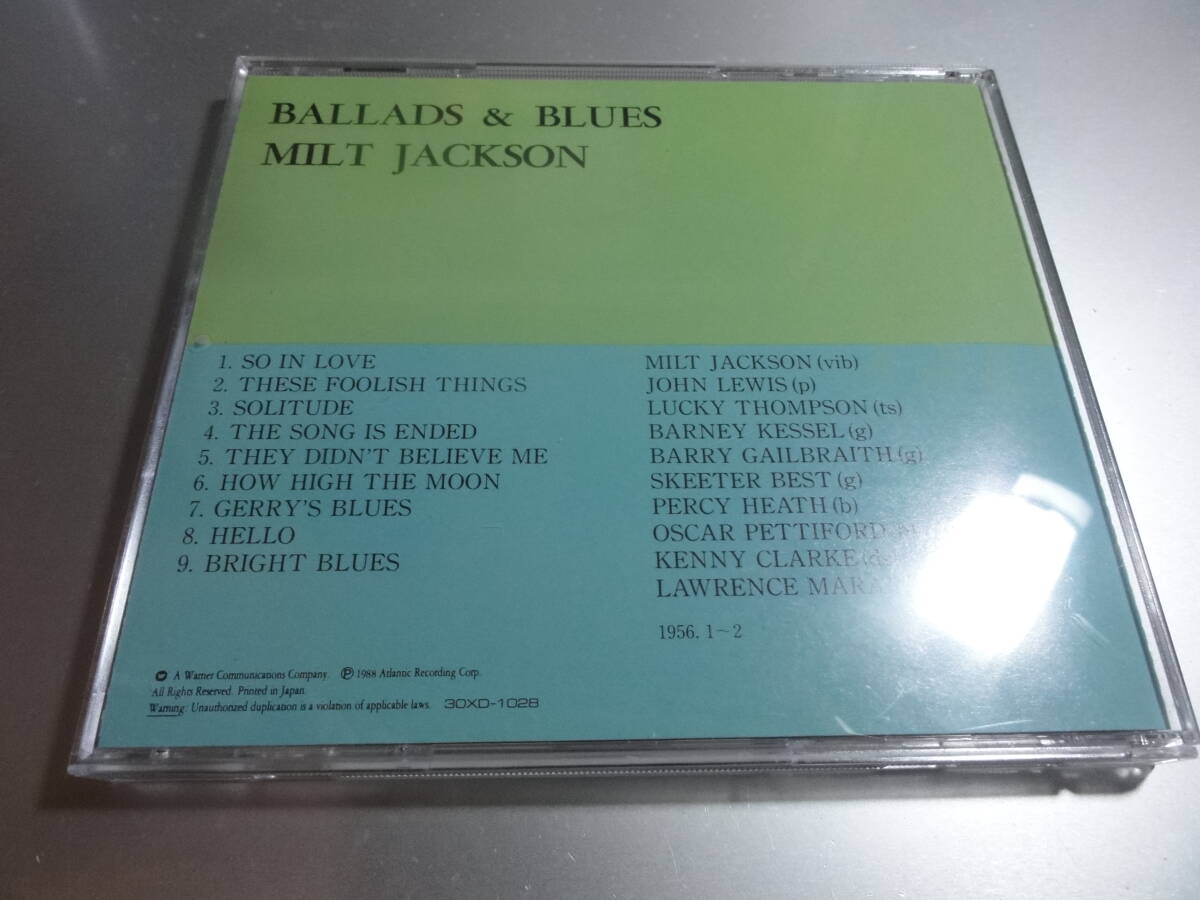 BALLADS & BLUES
MILT JACKSON
1. SO IN LOVE
2. THESE FOOLISH THINGS
3. SOLITUDE
4. THE SONG IS ENDED
5. THEY DIDN'T BELIEVE ME
6. HOW HIGH THE MOON
7. GERRY'S BLUES
8. HELLO
9. BRIGHT BLUES
MILT JACKSON (vib)
JOHN LEWIS (p)
LUCKY THOMPSON (ts)
BARNEY KESSEL (g)
BARRY GAILBRAITH (g)
SKEETER BEST (g)
PERCY HEATH (b)
OSCAR PETTIFORD
KENNY CLARKE (ds
LAWRENCE
1956. 1~2
A Warner Communications Company. Ⓟ 1988 Atlantic Recording Corp.
All Rights Reserved. Printed in Japan.
Warning: Unauthorized duplication is a violation of applicable laws. 30XD-1028